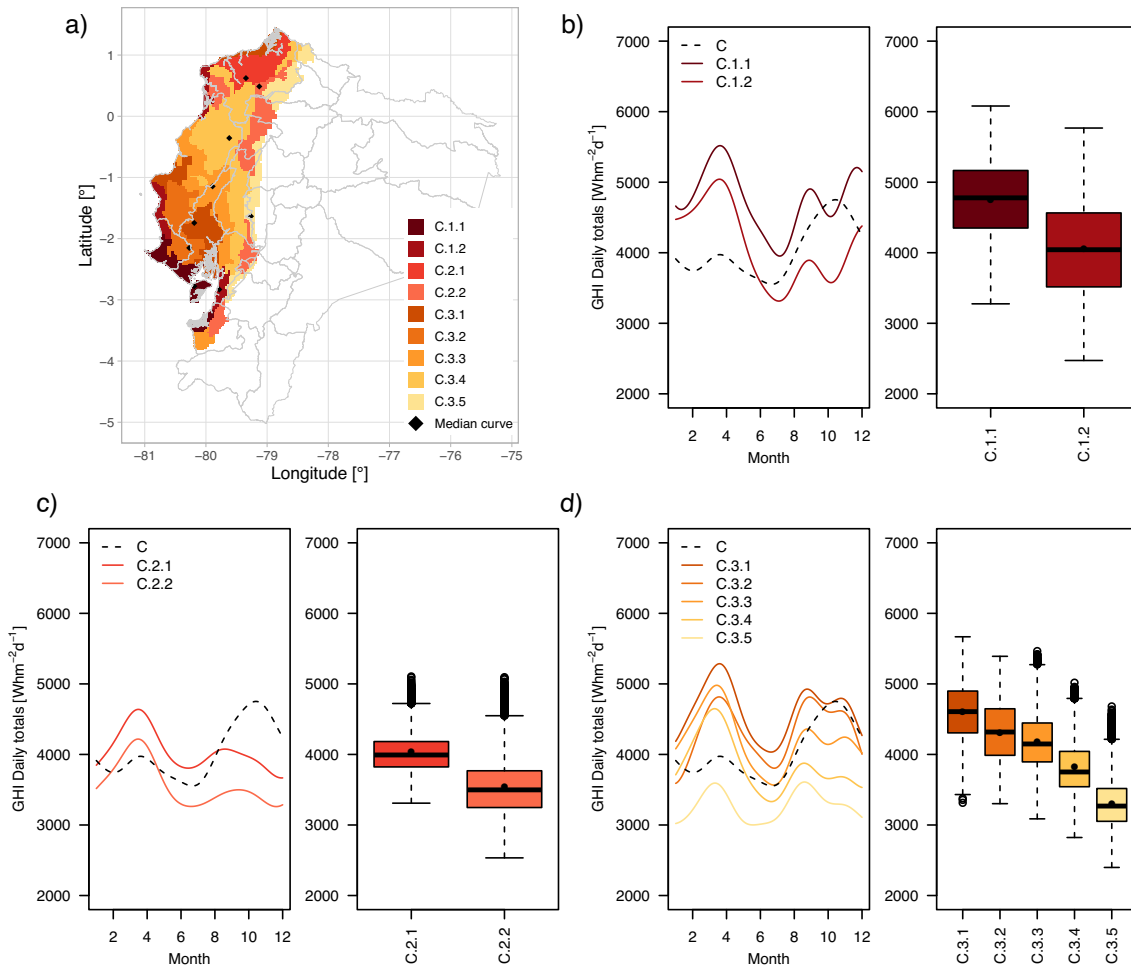 a)
Latitude [°]
1
0
−1
−2
−3
−4
−5
C.1.1
C.1.2
C.2.1
C.2.2
C.3.1
C.3.2
C.3.3
C.3.4
C.3.5
Median curve
−81 −80 −79 −78 −77 −76 −75
Longitude [°]
b)
GHI Daily totals [Whm−2d−1]
7000
6000
5000
4000
3000
2000
C
C.1.1
C.1.2
2 4 6 8 10 12
Month
7000
6000
5000
4000
3000
2000
C.1.1
C.1.2
c)
GHI Daily totals [Whm−2d−1]
7000
6000
5000
4000
3000
2000
C
C.2.1
C.2.2
2 4 6 8 10 12
Month
7000
6000
5000
4000
3000
2000
C.2.1
C.2.2
d)
GHI Daily totals [Whm−2d−1]
7000
6000
5000
4000
3000
2000
C
C.3.1
C.3.2
C.3.3
C.3.4
C.3.5
2 4 6 8 10 12
Month
7000
6000
5000
4000
3000
2000
C.3.1
C.3.2
C.3.3
C.3.4
C.3.5